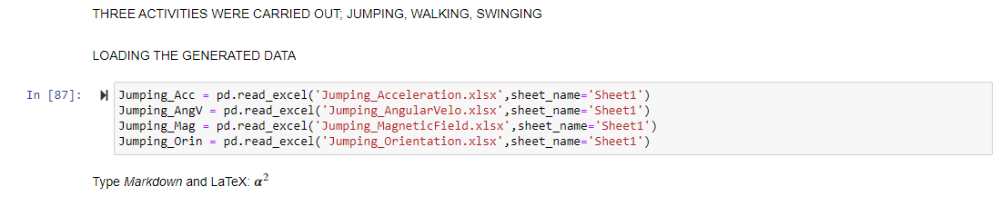 THREE ACTIVITIES WERE CARRIED OUT; JUMPING, WALKING, SWINGING
LOADING THE GENERATED DATA
In [87]:
Jumping_Acc = pd.read_excel('Jumping_Acceleration.xlsx',sheet_name='Sheet1')
Jumping_AngV = pd.read_excel('Jumping_AngularVelo.xlsx',sheet_name='Sheet1')
Jumping_Mag = pd.read_excel('Jumping_MagneticField.xlsx',sheet_name='Sheet1')
Jumping_Orin = pd.read_excel('Jumping_Orientation.xlsx',sheet_name='Sheet1')
Type Markdown and LaTeX: α²